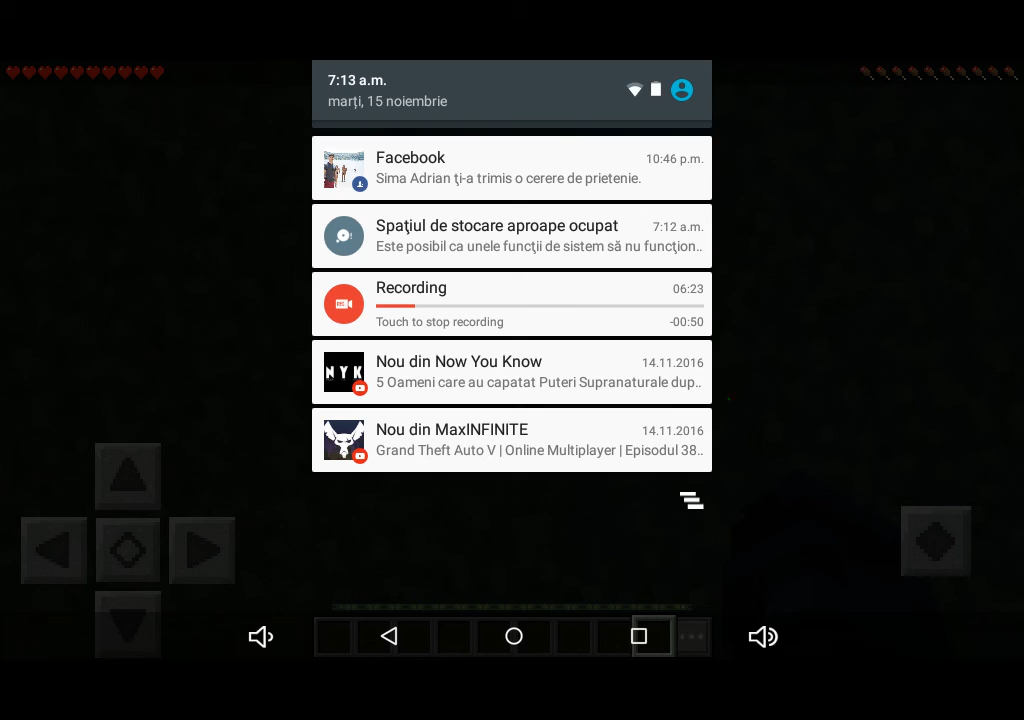 7:13 a.m.
marți, 15 noiembrie
Facebook 10:46 p.m.
Sima Adrian ţi-a trimis o cerere de prietenie.
Spaţiul de stocare aproape ocupat 7:12 a.m.
Este posibil ca unele funcţii de sistem să nu funcţion..
Recording 06:23
REC
Touch to stop recording -00:50
Nou din Now You Know 14.11.2016
NYK
5 Oameni care au capatat Puteri Supranaturale dup..
Nou din MaxINFINITE 14.11.2016
Grand Theft Auto V | Online Multiplayer | Episodul 38..